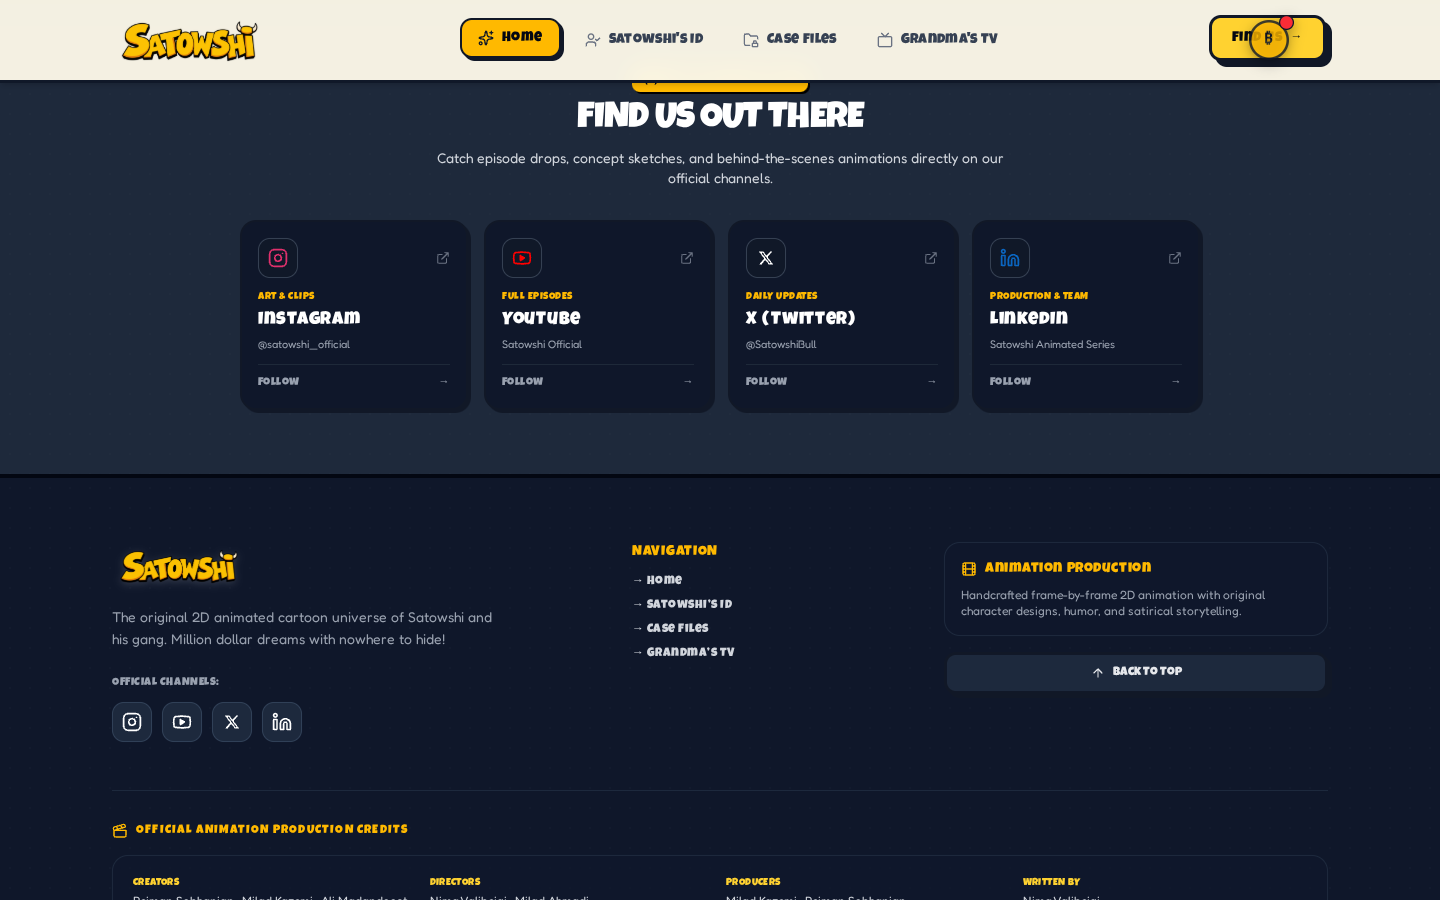 SATOWSHI
Home
SATOWSHI'S ID
Case Files
Grandma's TV
FIND US OUT THERE
Catch episode drops, concept sketches, and behind-the-scenes animations directly on our
official channels.
ART & CLIPS
Instagram
@satowshi_official
FOLLOW →
FULL EPISODES
YouTube
Satowshi Official
FOLLOW →
DAILY UPDATES
X (Twitter)
@SatowshiBull
FOLLOW →
PRODUCTION & TEAM
LinkedIn
Satowshi Animated Series
FOLLOW →
SATOWSHI
The original 2D animated cartoon universe of Satowshi and
his gang. Million dollar dreams with nowhere to hide!
OFFICIAL CHANNELS:
NAVIGATION
→ Home
→ SATOWSHI'S ID
→ Case Files
→ Grandma's TV
Animation Production
Handcrafted frame-by-frame 2D animation with original
character designs, humor, and satirical storytelling.
BACK TO TOP
OFFICIAL ANIMATION PRODUCTION CREDITS
CREATORS
DIRECTORS
PRODUCERS
WRITTEN BY